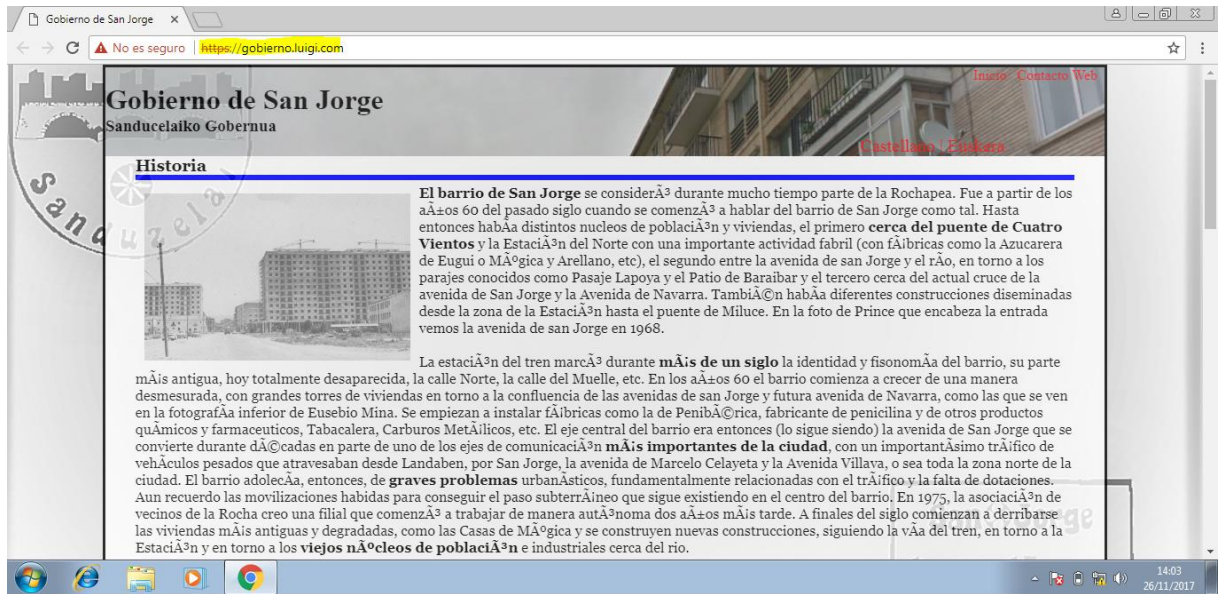 Gobierno de San Jorge
No es seguro | https://gobierno.luigi.com
Inicio Contacto Web
Gobierno de San Jorge
Sanducelaiko Gobernua
Castellano | Euskara
Historia
Sanduzelai
El barrio de San Jorge se considerÃ³ durante mucho tiempo parte de la Rochapea. Fue a partir de los
aÃ±os 60 del pasado siglo cuando se comenzÃ³ a hablar del barrio de San Jorge como tal. Hasta
entonces habÃa distintos nucleos de poblaciÃ³n y viviendas, el primero cerca del puente de Cuatro
Vientos y la EstaciÃ³n del Norte con una importante actividad fabril (con fÃ¡bricas como la Azucarera
de Eugui o MÃºgica y Arellano, etc), el segundo entre la avenida de san Jorge y el rÃo, en torno a los
parajes conocidos como Pasaje Lapoya y el Patio de Baraibar y el tercero cerca del actual cruce de la
avenida de San Jorge y la Avenida de Navarra. TambiÃ©n habÃa diferentes construcciones diseminadas
desde la zona de la EstaciÃ³n hasta el puente de Miluce. En la foto de Prince que encabeza la entrada
vemos la avenida de san Jorge en 1968.
La estaciÃ³n del tren marcÃ³ durante mÃ¡s de un siglo la identidad y fisonomÃa del barrio, su parte
mÃ¡s antigua, hoy totalmente desaparecida, la calle Norte, la calle del Muelle, etc. En los aÃ±os 60 el barrio comienza a crecer de una manera
desmesurada, con grandes torres de viviendas en torno a la confluencia de las avenidas de san Jorge y futura avenida de Navarra, como las que se ven
en la fotografÃa inferior de Eusebio Mina. Se empiezan a instalar fÃ¡bricas como la de PenibÃ©rica, fabricante de penicilina y de otros productos
quÃmicos y farmaceuticos, Tabacalera, Carburos MetÃ¡licos, etc. El eje central del barrio era entonces (lo sigue siendo) la avenida de San Jorge que se
convierte durante dÃ©cadas en parte de uno de los ejes de comunicaciÃ³n mÃ¡s importantes de la ciudad, con un importantÃsimo trÃ¡fico de
vehÃculos pesados que atravesaban desde Landaben, por San Jorge, la avenida de Marcelo Celayeta y la Avenida Villava, o sea toda la zona norte de la
ciudad. El barrio adolecÃa, entonces, de graves problemas urbanÃsticos, fundamentalmente relacionadas con el trÃ¡fico y la falta de dotaciones.
Aun recuerdo las movilizaciones habidas para conseguir el paso subterrÃ¡neo que sigue existiendo en el centro del barrio. En 1975, la asociaciÃ³n de
vecinos de la Rocha creo una filial que comenzÃ³ a trabajar de manera autÃ³noma dos aÃ±os mÃ¡s tarde. A finales del siglo comienzan a derribarse
las viviendas mÃ¡s antiguas y degradadas, como las Casas de MÃºgica y se construyen nuevas construcciones, siguiendo la vÃa del tren, en torno a la
EstaciÃ³n y en torno a los viejos nÃºcleos de poblaciÃ³n e industriales cerca del rio.
San Jorge
14:03
26/11/2017